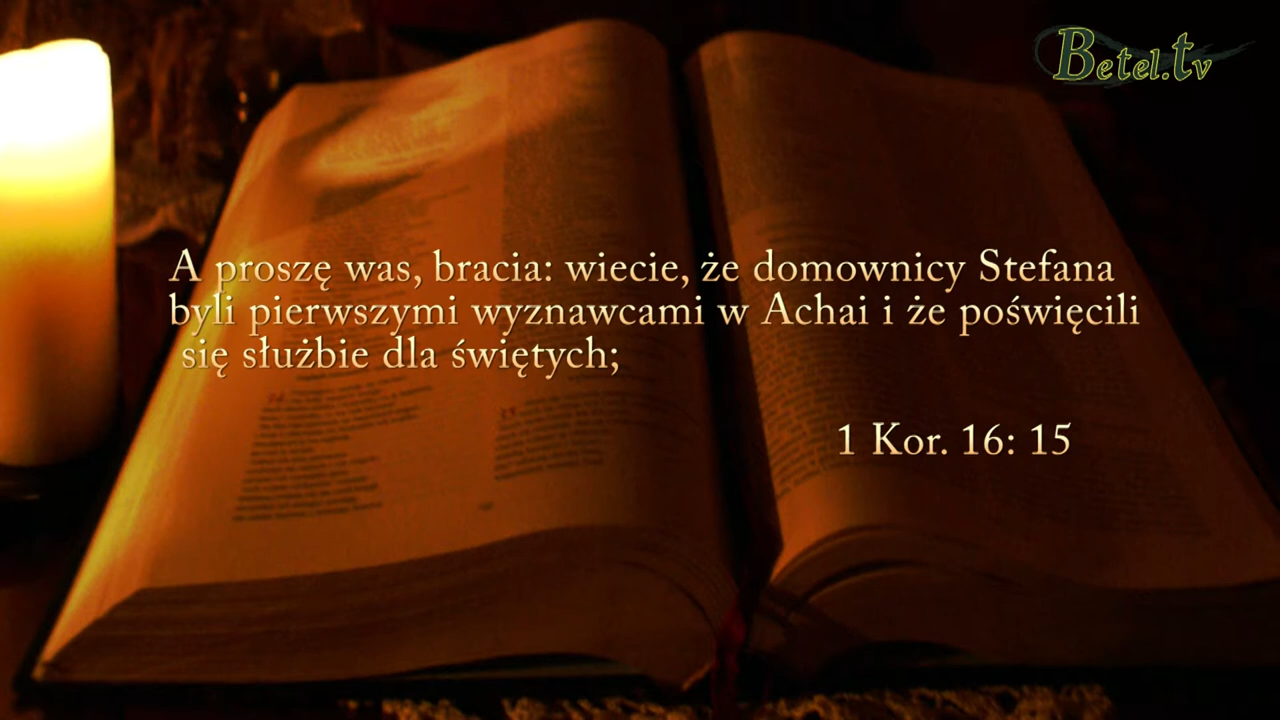 Betel.tv
A proszę was, bracia: wiecie, że domownicy Stefana
byli pierwszymi wyznawcami w Achai i że poświęcili
się służbie dla świętych;
1 Kor. 16: 15